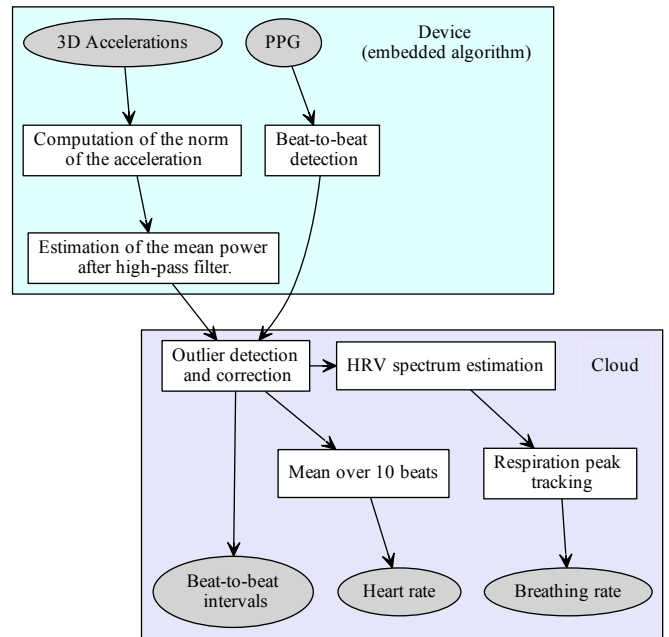 3D Accelerations
PPG
Device
(embedded algorithm)
Computation of the norm
of the acceleration
Beat-to-beat
detection
Estimation of the mean power
after high-pass filter.
Outlier detection
and correction
HRV spectrum estimation
Cloud
Mean over 10 beats
Respiration peak
tracking
Beat-to-beat
intervals
Heart rate
Breathing rate